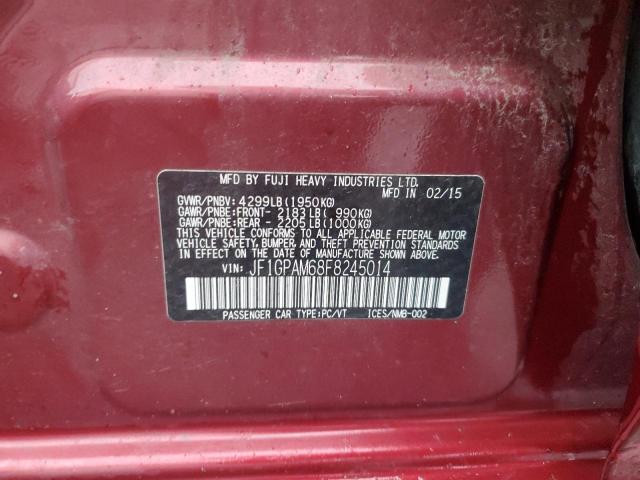 MFD BY FUJI HEAVY INDUSTRIES LTD.
MFD IN 02/15
GVWR/PNBV: 4299LB(1950KG)
GAWR/PNBE:FRONT- 2183LB( 990KG)
GAWR/PNBE:REAR - 2205LB(1000KG)
THIS VEHICLE CONFORMS TO ALL APPLICABLE FEDERAL MOTOR
VEHICLE SAFETY, BUMPER, AND THEFT PREVENTION STANDARDS
IN EFFECT ON THE DATE OF MANUFACTURE SHOWN ABOVE.
VIN: JF1GPAM68F8245014
PASSENGER CAR TYPE:PC/VT ICES/NMB-002